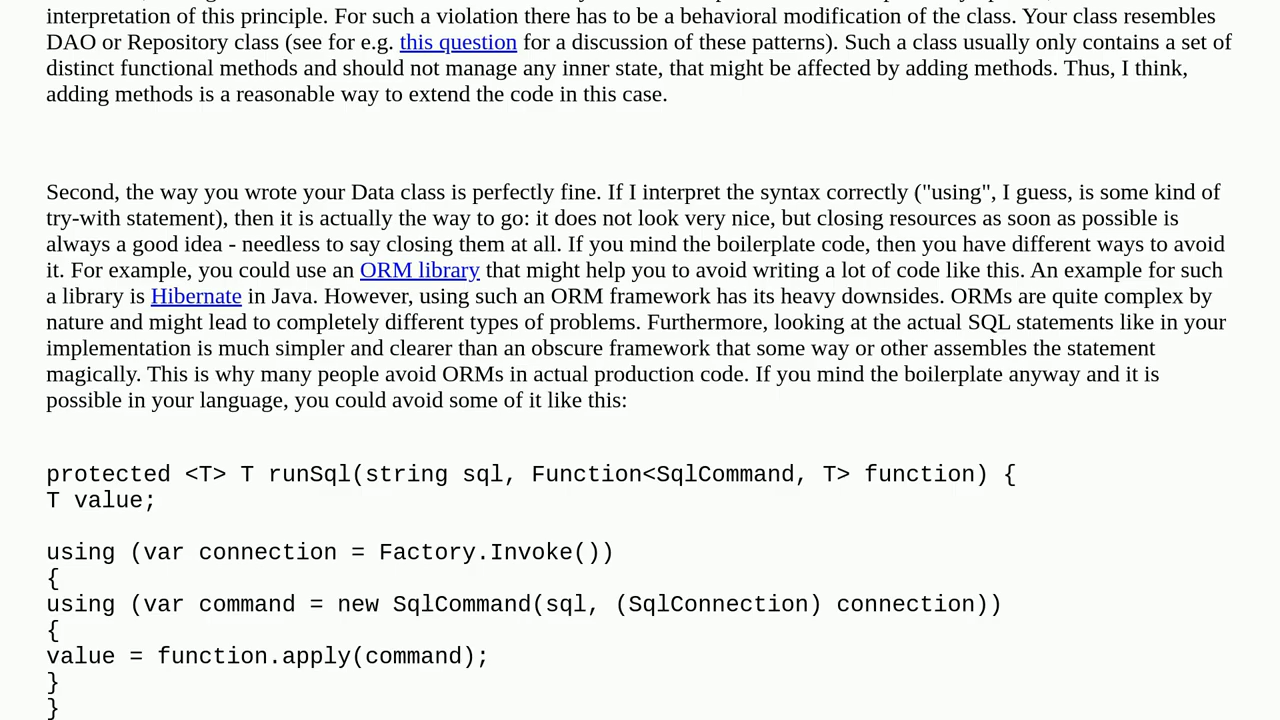 interpretation of this principle. For such a violation there has to be a behavioral modification of the class. Your class resembles
DAO or Repository class (see for e.g. this question for a discussion of these patterns). Such a class usually only contains a set of
distinct functional methods and should not manage any inner state, that might be affected by adding methods. Thus, I think,
adding methods is a reasonable way to extend the code in this case.
Second, the way you wrote your Data class is perfectly fine. If I interpret the syntax correctly ("using", I guess, is some kind of
try-with statement), then it is actually the way to go: it does not look very nice, but closing resources as soon as possible is
always a good idea - needless to say closing them at all. If you mind the boilerplate code, then you have different ways to avoid
it. For example, you could use an ORM library that might help you to avoid writing a lot of code like this. An example for such
a library is Hibernate in Java. However, using such an ORM framework has its heavy downsides. ORMs are quite complex by
nature and might lead to completely different types of problems. Furthermore, looking at the actual SQL statements like in your
implementation is much simpler and clearer than an obscure framework that some way or other assembles the statement
magically. This is why many people avoid ORMs in actual production code. If you mind the boilerplate anyway and it is
possible in your language, you could avoid some of it like this:
protected <T> T runSql(string sql, Function<SqlCommand, T> function) {
T value;
using (var connection = Factory.Invoke())
{
using (var command = new SqlCommand(sql, (SqlConnection) connection))
{
value = function.apply(command);
}
}